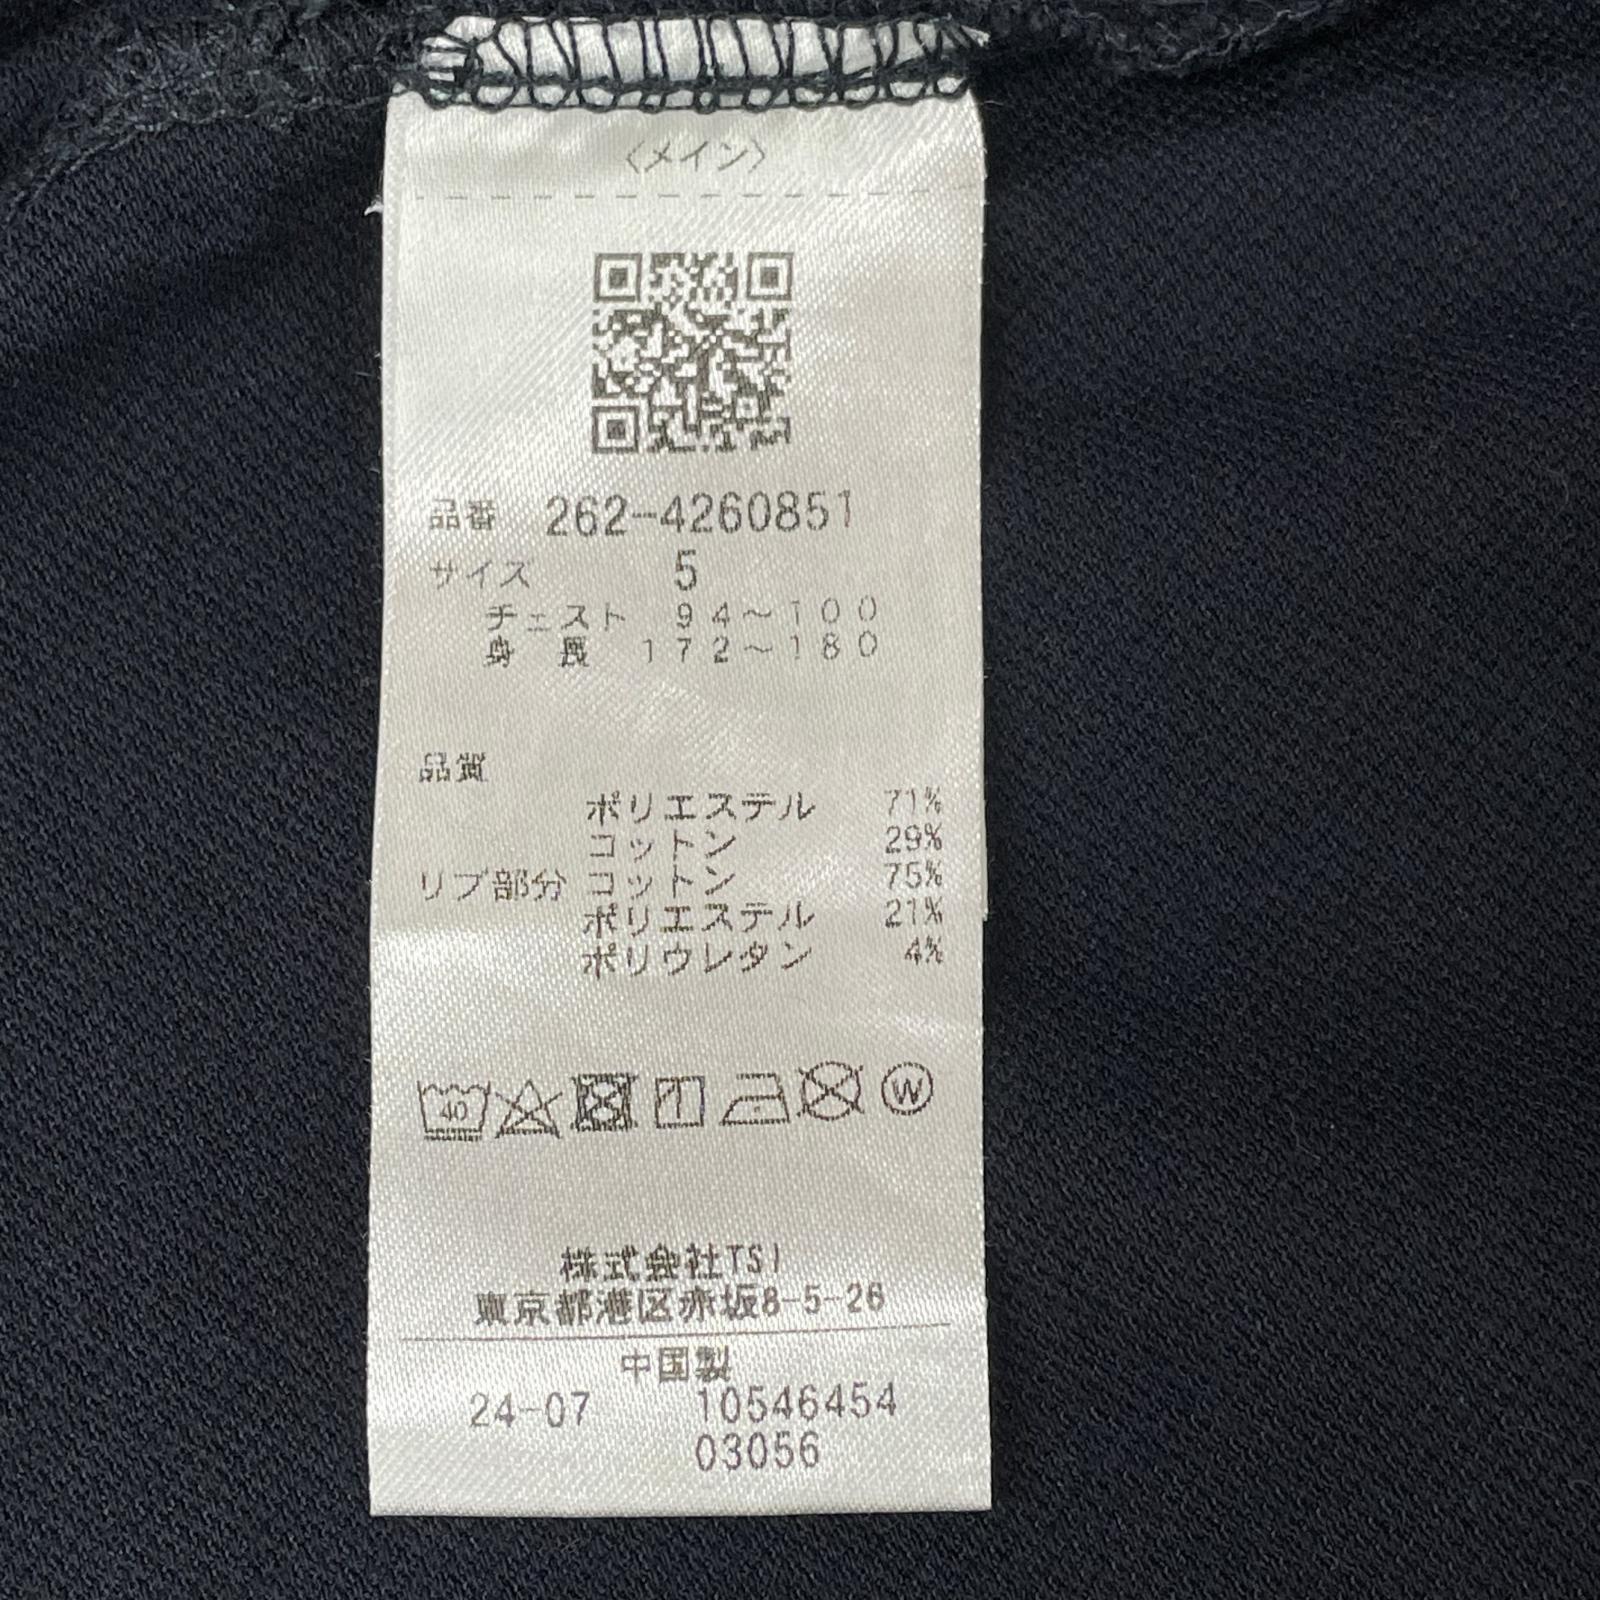 〈メイン〉
品番 262-4260851
サイズ 5
チェスト 94～100
身長 172～180
品質
ポリエステル 71%
コットン 29%
リブ部分 コットン 75%
ポリエステル 21%
ポリウレタン 4%
40 W
株式会社TSI
東京都港区赤坂8-5-26
中国製
24-07 10546454
03056